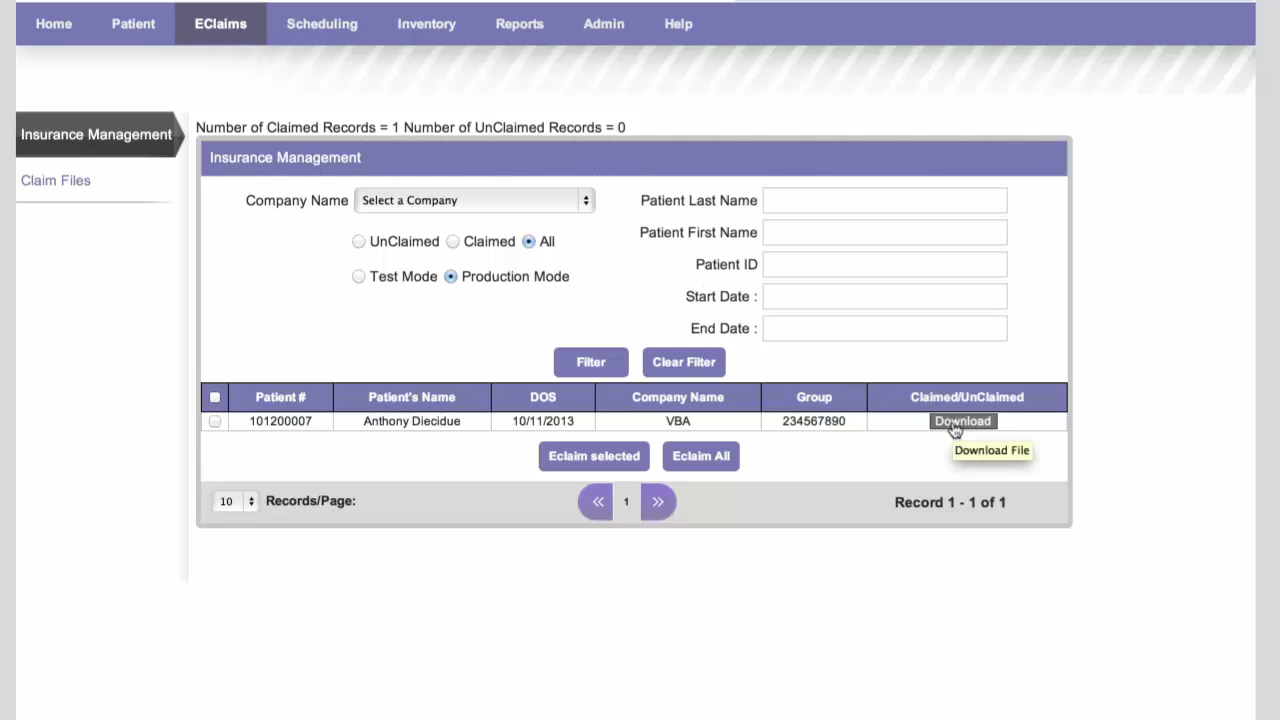 Home Patient EClaims Scheduling Inventory Reports Admin Help
Insurance Management
Claim Files
Number of Claimed Records = 1 Number of UnClaimed Records = 0
Insurance Management
Company Name Select a Company
UnClaimed Claimed All
Test Mode Production Mode
Patient Last Name
Patient First Name
Patient ID
Start Date :
End Date :
Filter Clear Filter
Patient # Patient's Name DOS Company Name Group Claimed/UnClaimed
101200007 Anthony Diecidue 10/11/2013 VBA 234567890 Download
Download File
Eclaim selected Eclaim All
10 Records/Page: « 1 » Record 1 - 1 of 1